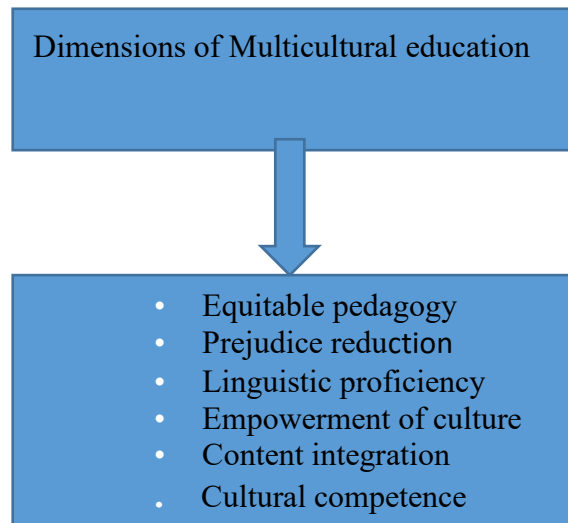 Dimensions of Multicultural education
• Equitable pedagogy
• Prejudice reduction
• Linguistic proficiency
• Empowerment of culture
• Content integration
. Cultural competence